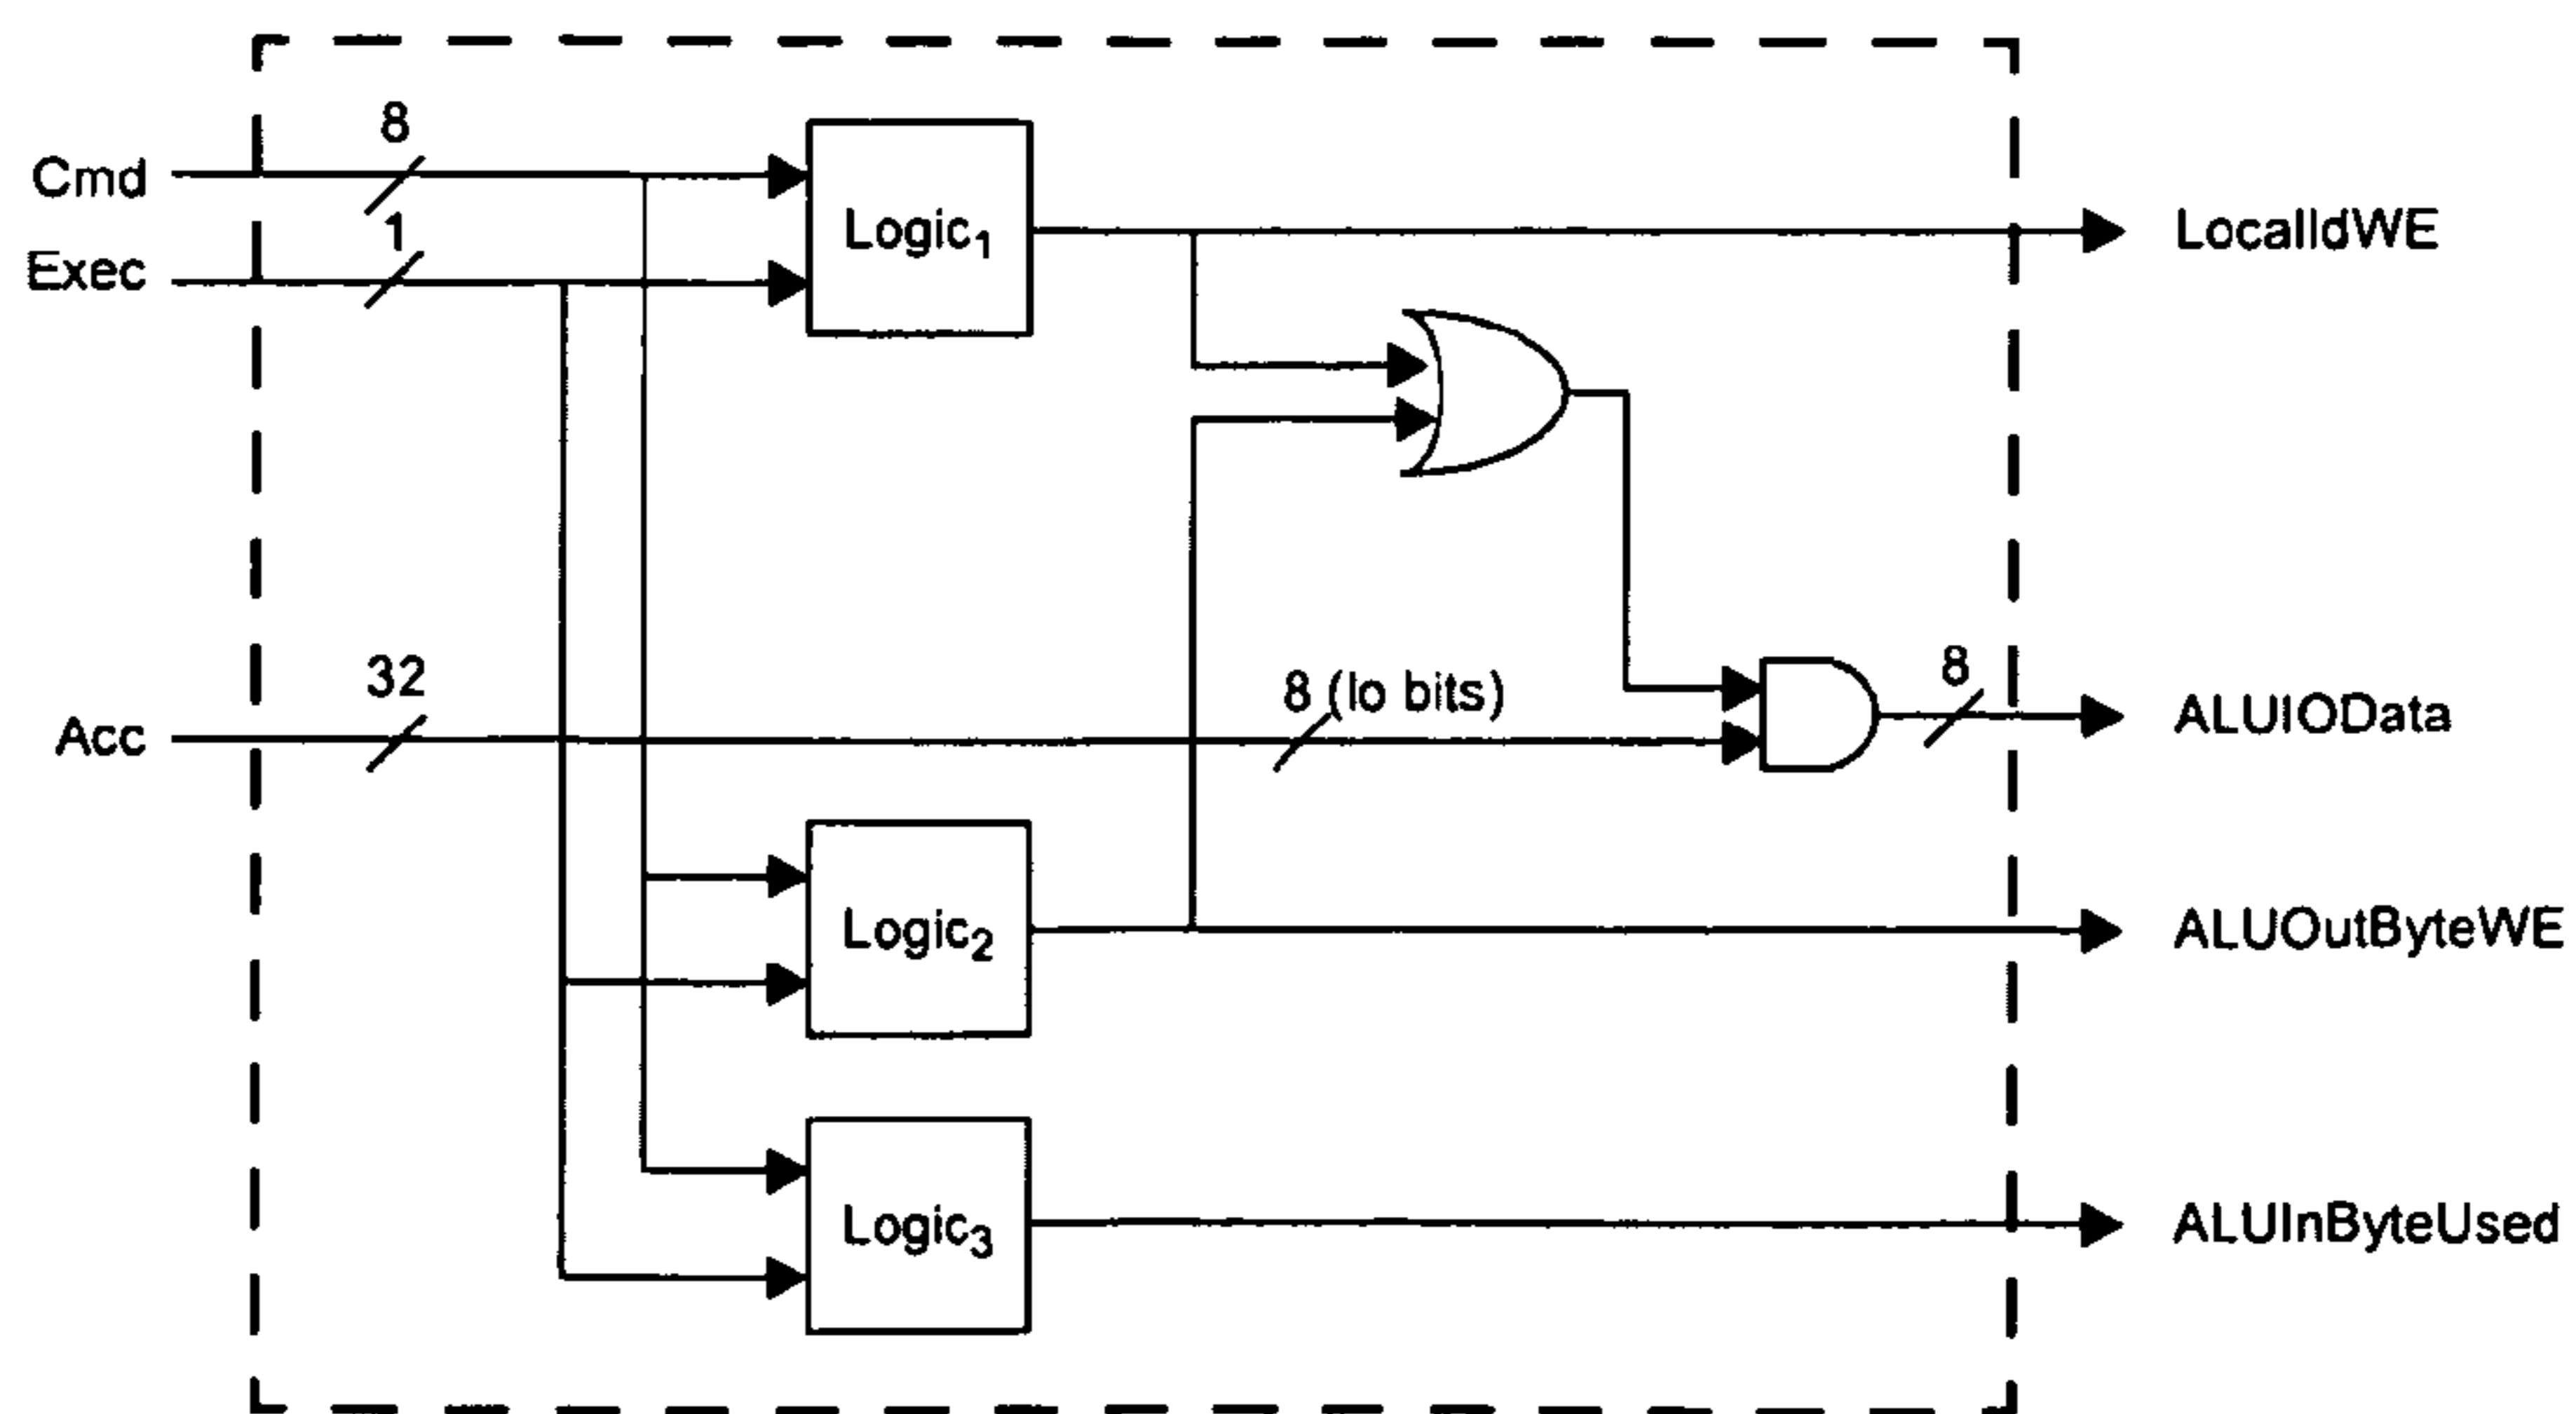 8
Cmd
1
Exec
Logic₁
LocalIdWE
32
Acc
8 (lo bits)
8
ALUIOData
Logic₂
ALUOutByteWE
Logic₃
ALUInByteUsed